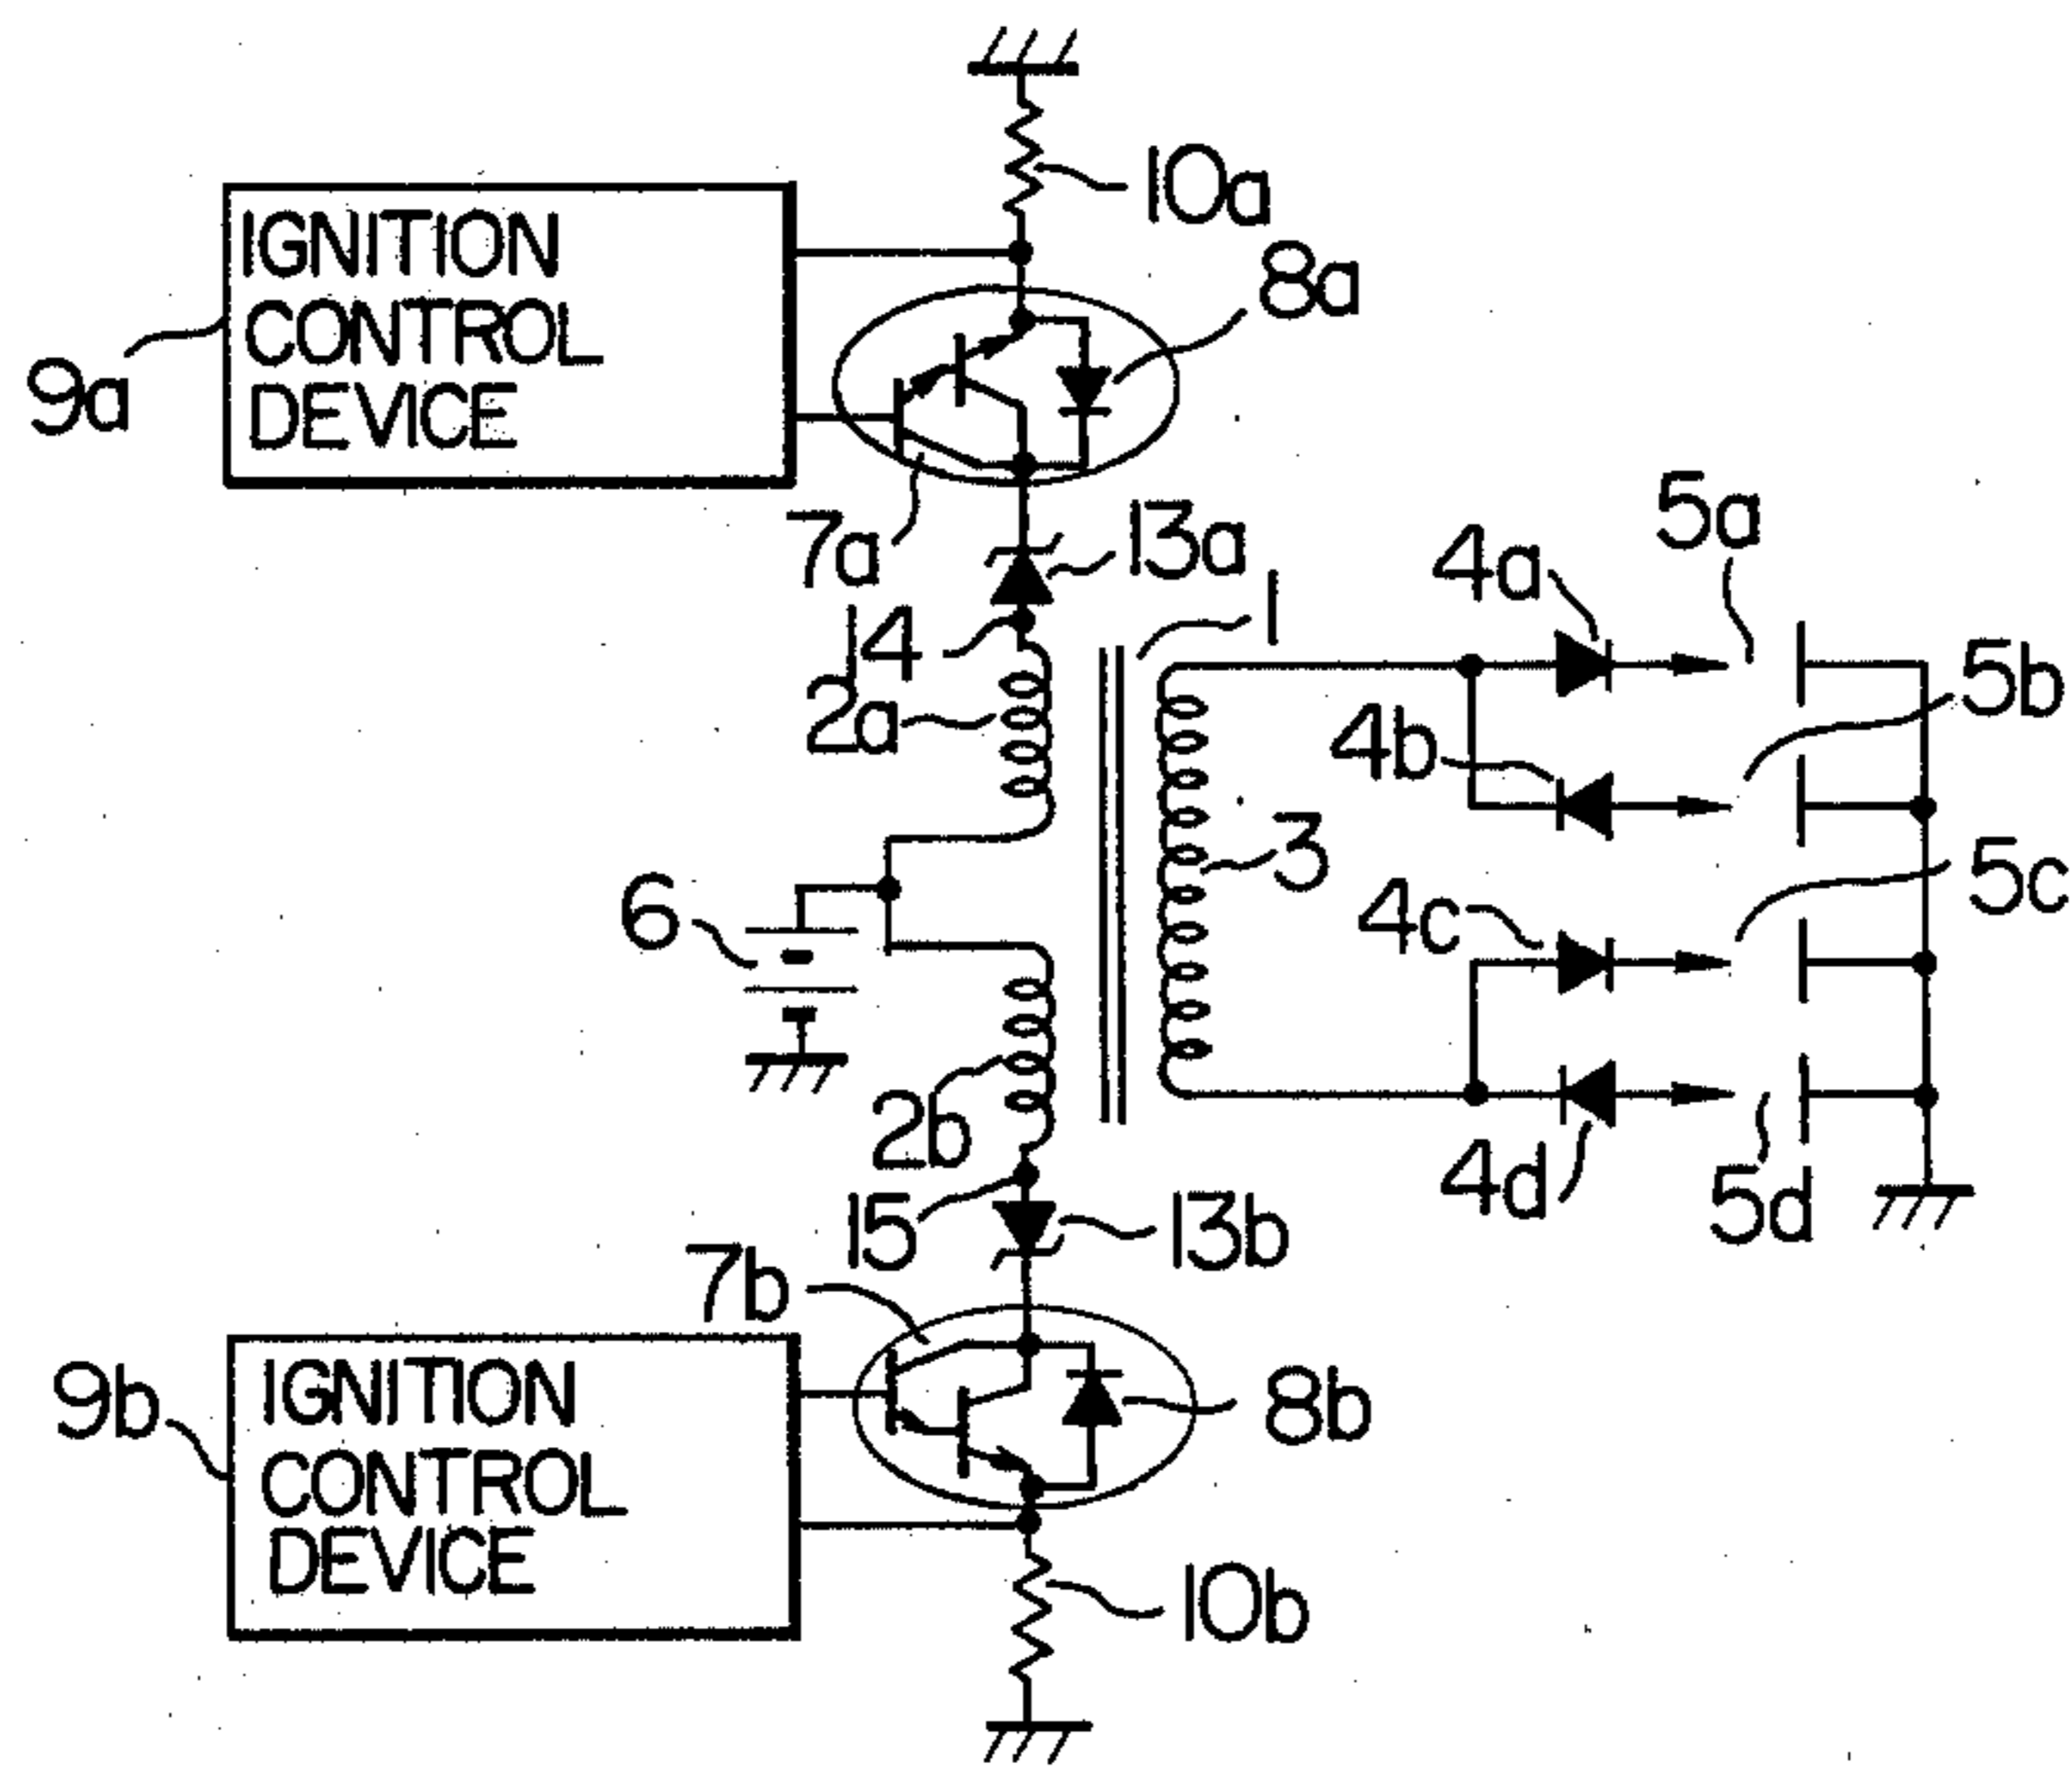 10a
8a
IGNITION
CONTROL
DEVICE
9a
7a
13a
5a
4a
14
1
2a
5b
4b
3
6
4c
5c
2b
4d
5d
15
13b
7b
9b
IGNITION
CONTROL
DEVICE
8b
10b